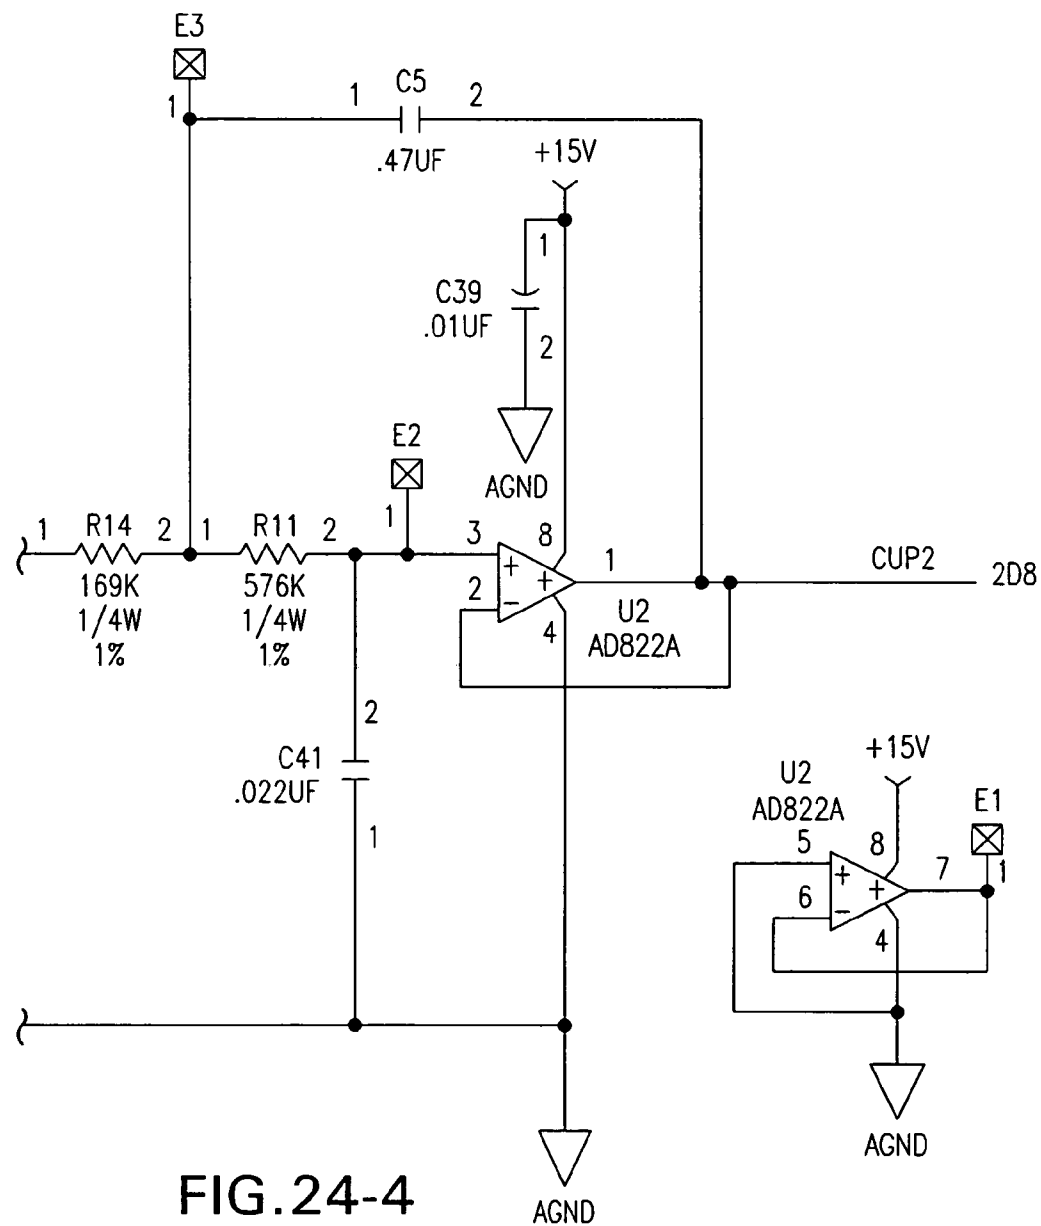 E3
1
1 C5 2
.47UF
+15V
1
C39
.01UF
2
AGND
E2
1
1 R14 2 1 R11 2
169K
1/4W
1%
576K
1/4W
1%
3 8 1
+
+
2 −
4
U2
AD822A
CUP2 2D8
2
C41
.022UF
1
+15V
U2
AD822A
E1
1
5 8 7
+
+
6 −
4
AGND
AGND
FIG.24-4